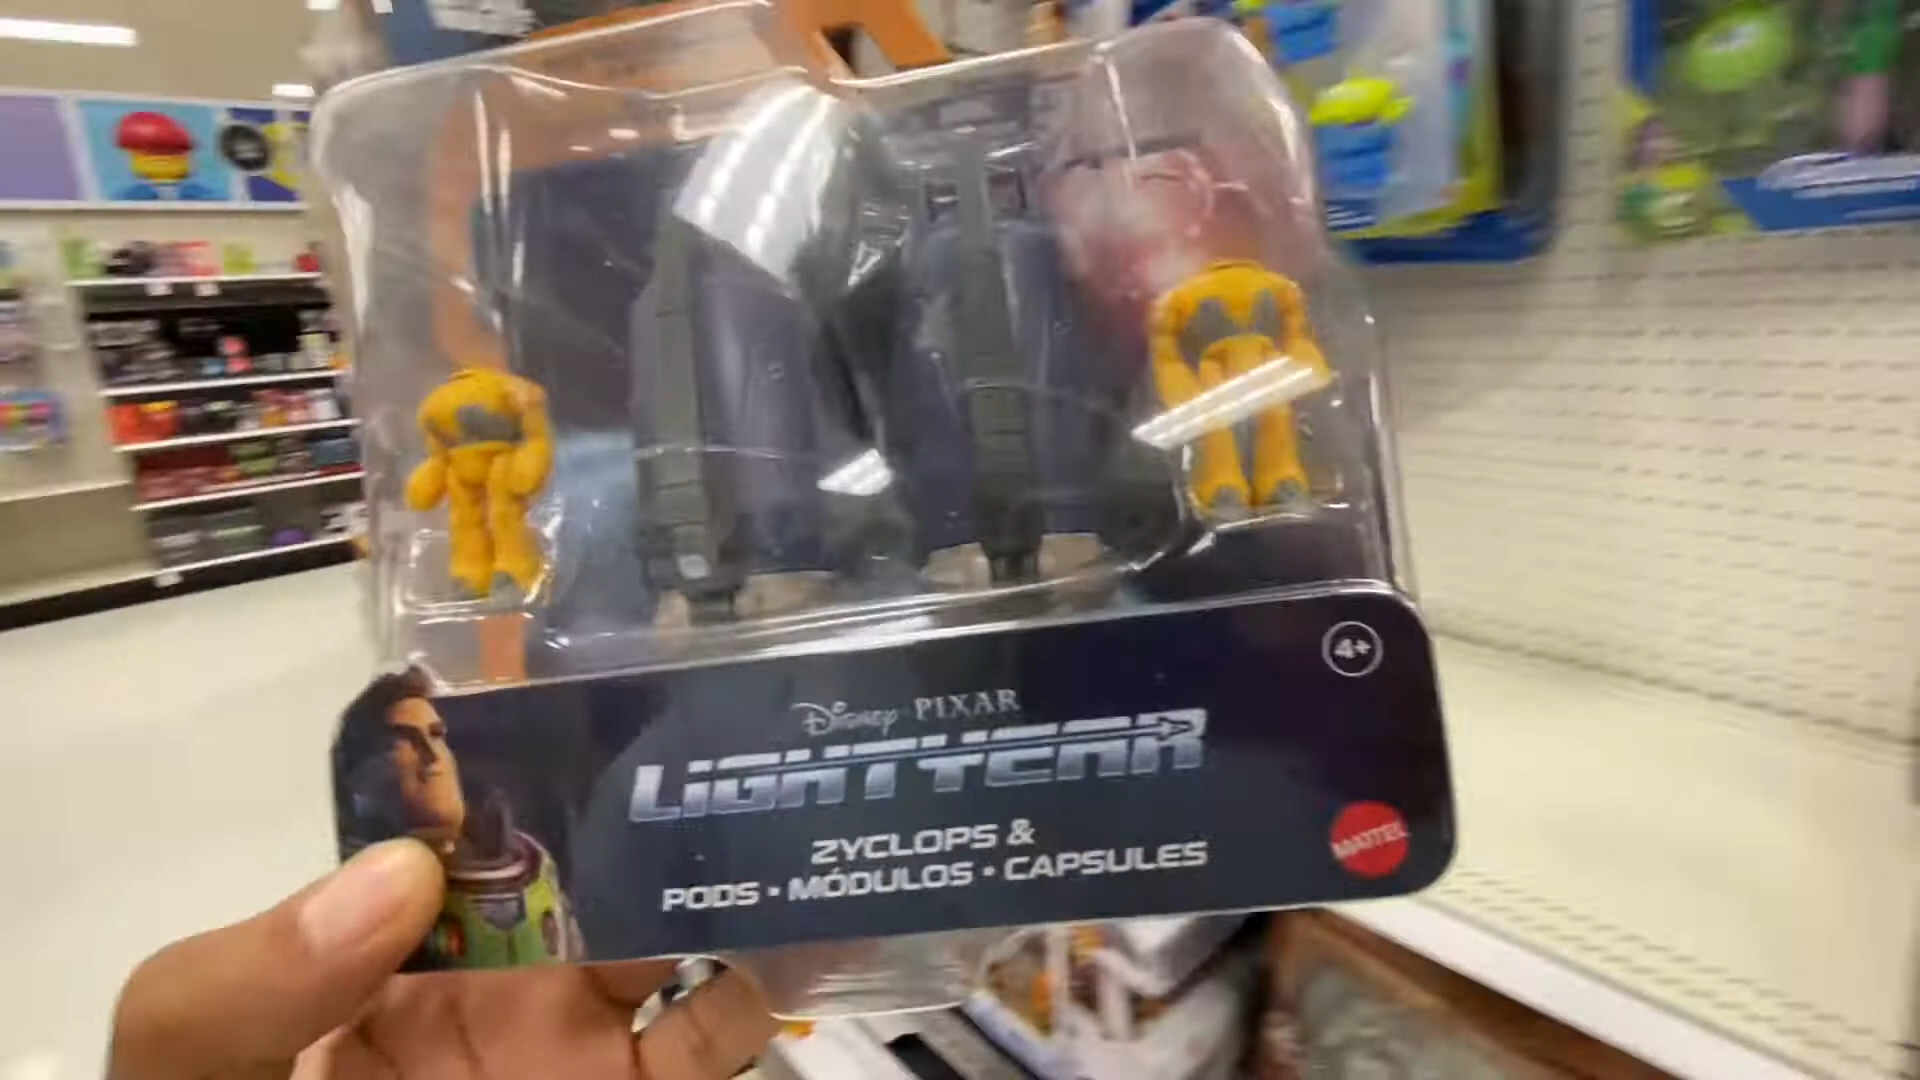 4+
Disney PIXAR
LIGHTYEAR
ZYCLOPS &
PODS • MÓDULOS • CAPSULES
MATTEL